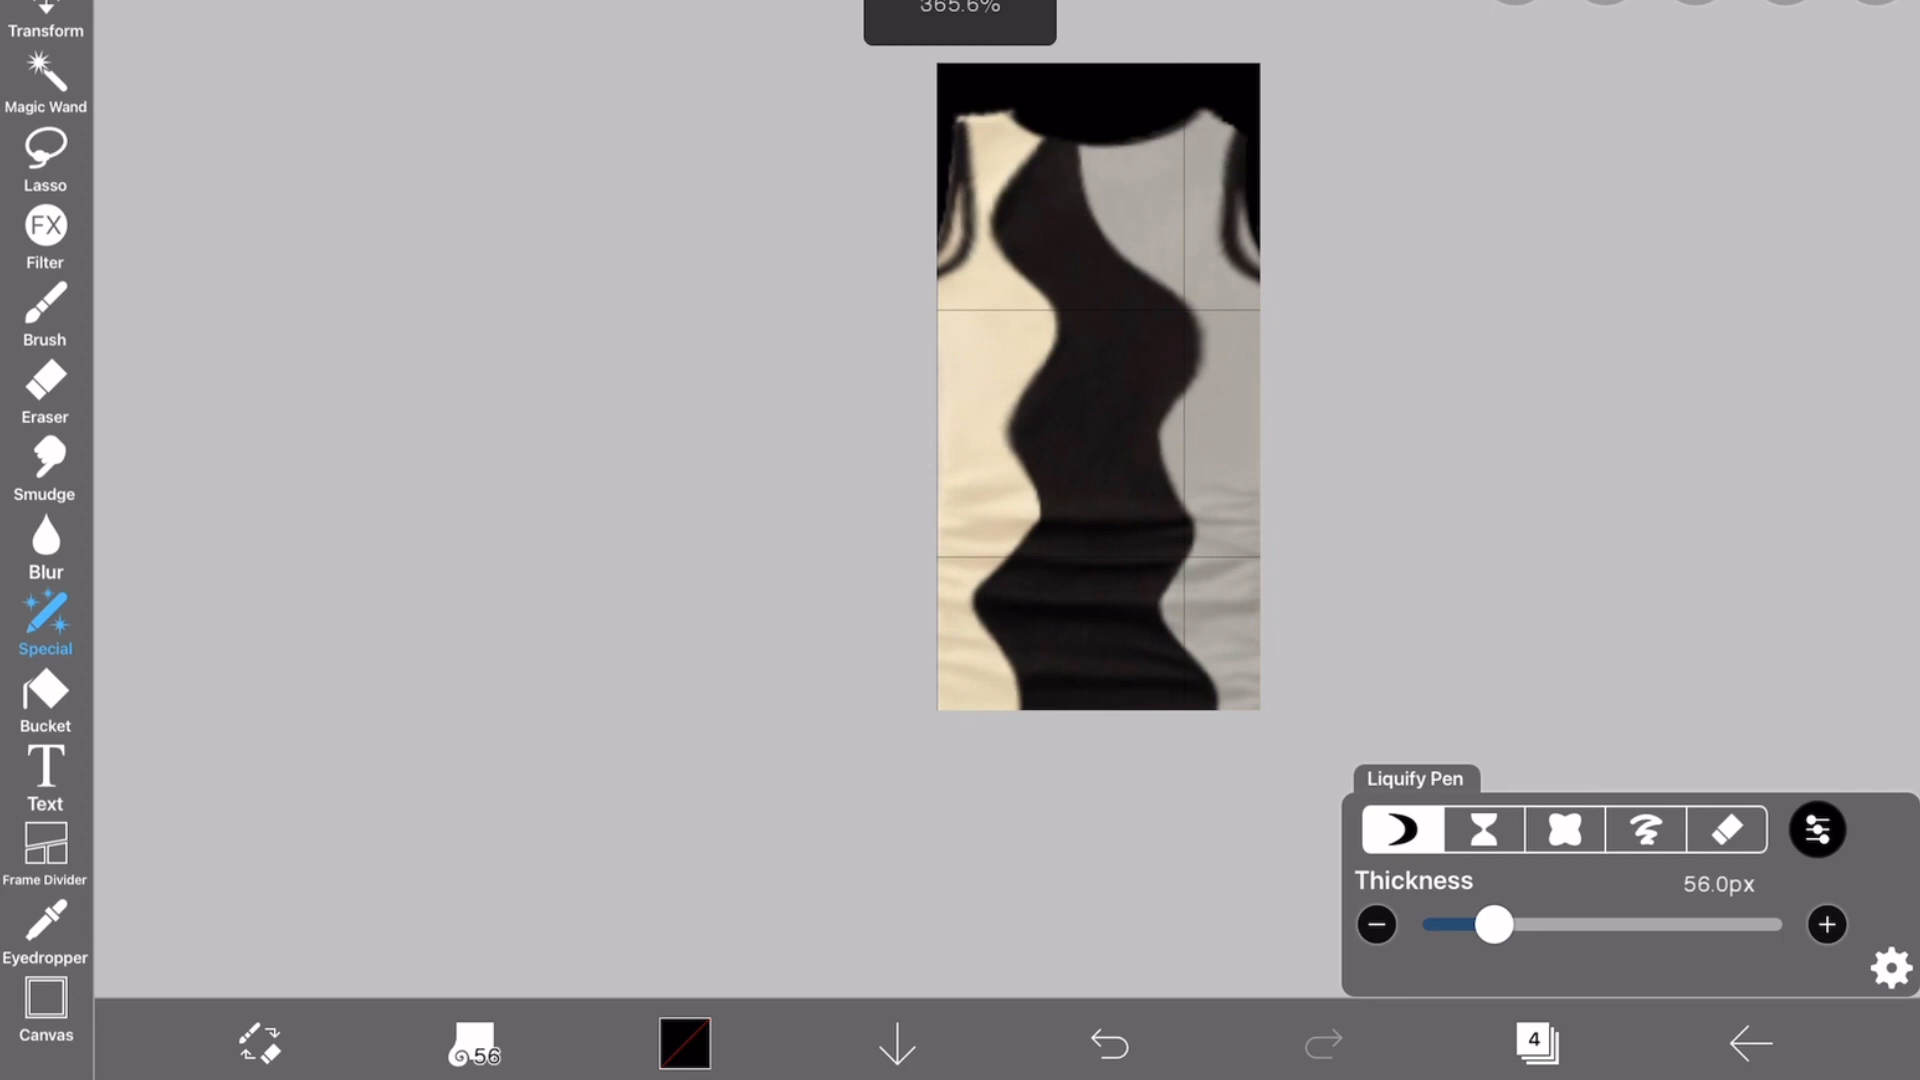 365.6%
Transform
Magic Wand
Lasso
FX
Filter
Brush
Eraser
Smudge
Blur
Special
Bucket
T
Text
Frame Divider
Eyedropper
Canvas
Liquify Pen
Thickness
56.0px
56
4